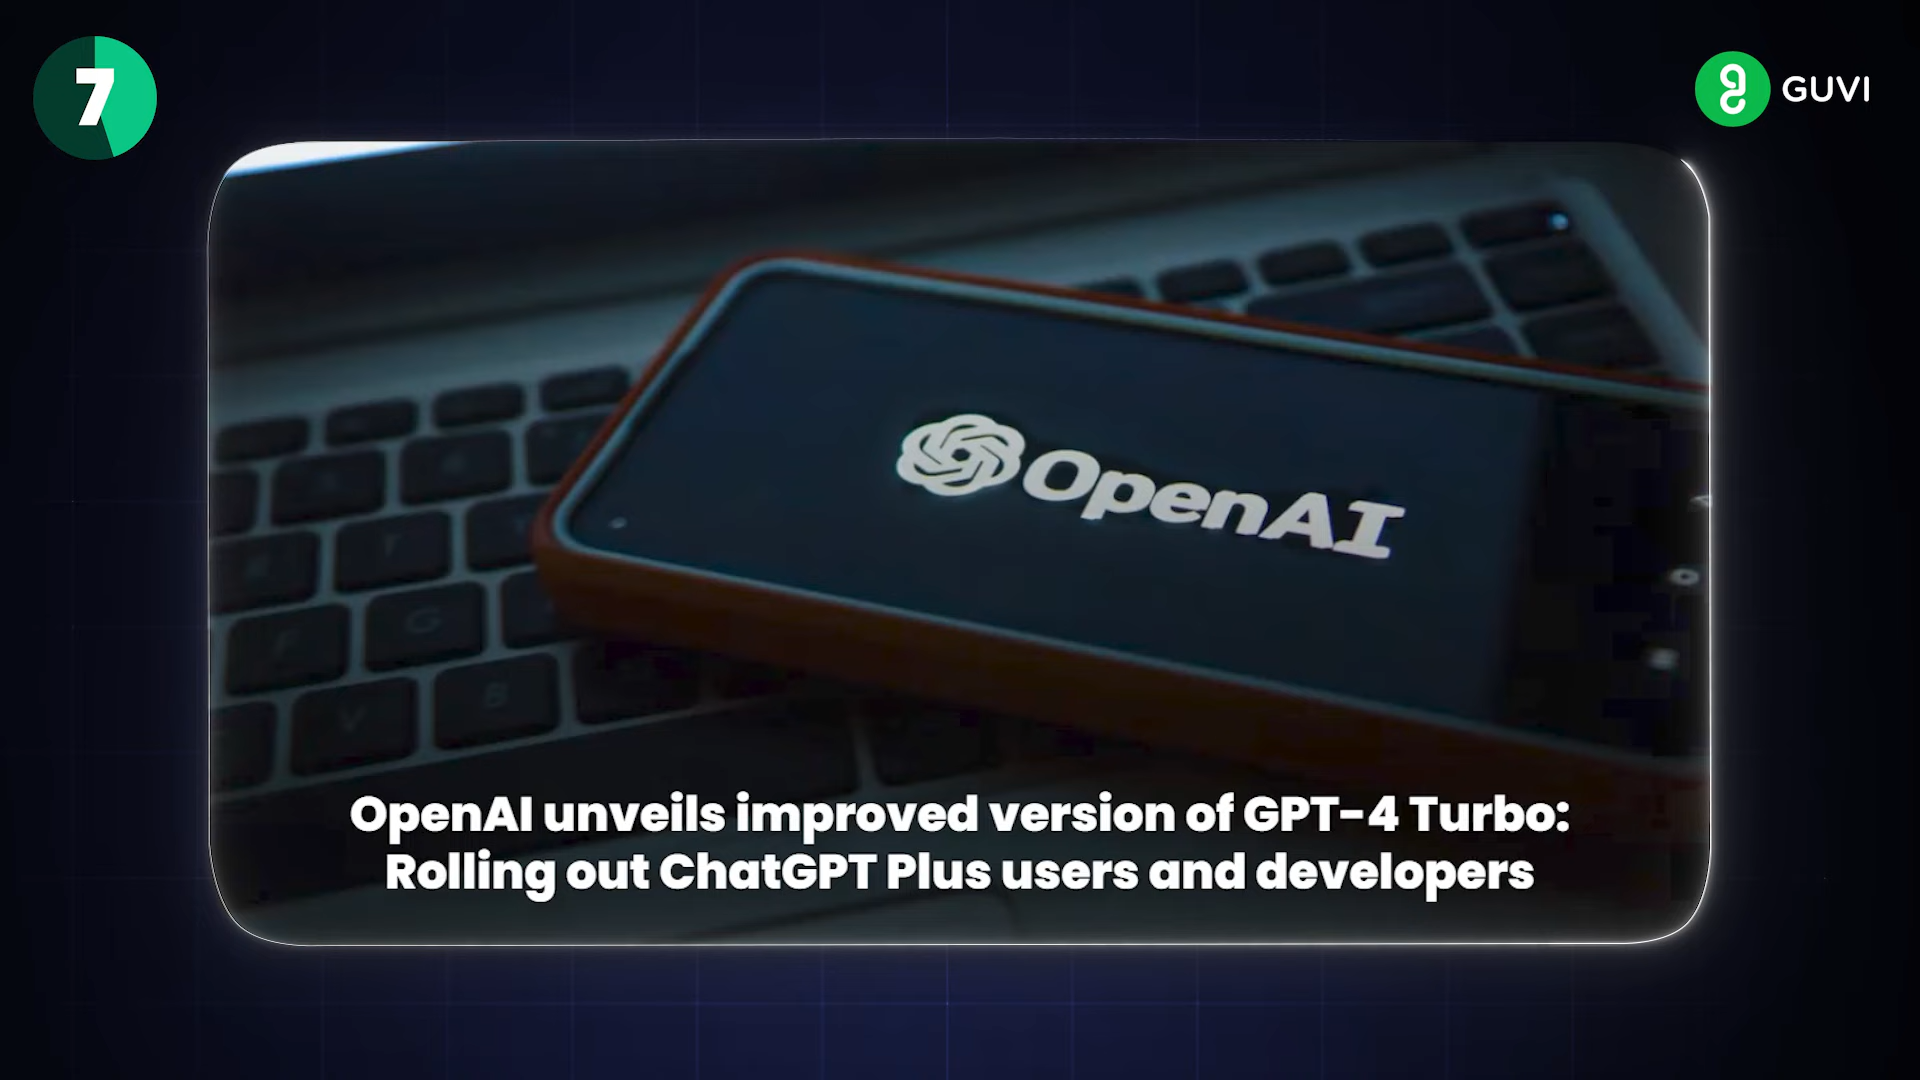 7
GUVI
OpenAI
OpenAI unveils improved version of GPT-4 Turbo:
Rolling out ChatGPT Plus users and developers